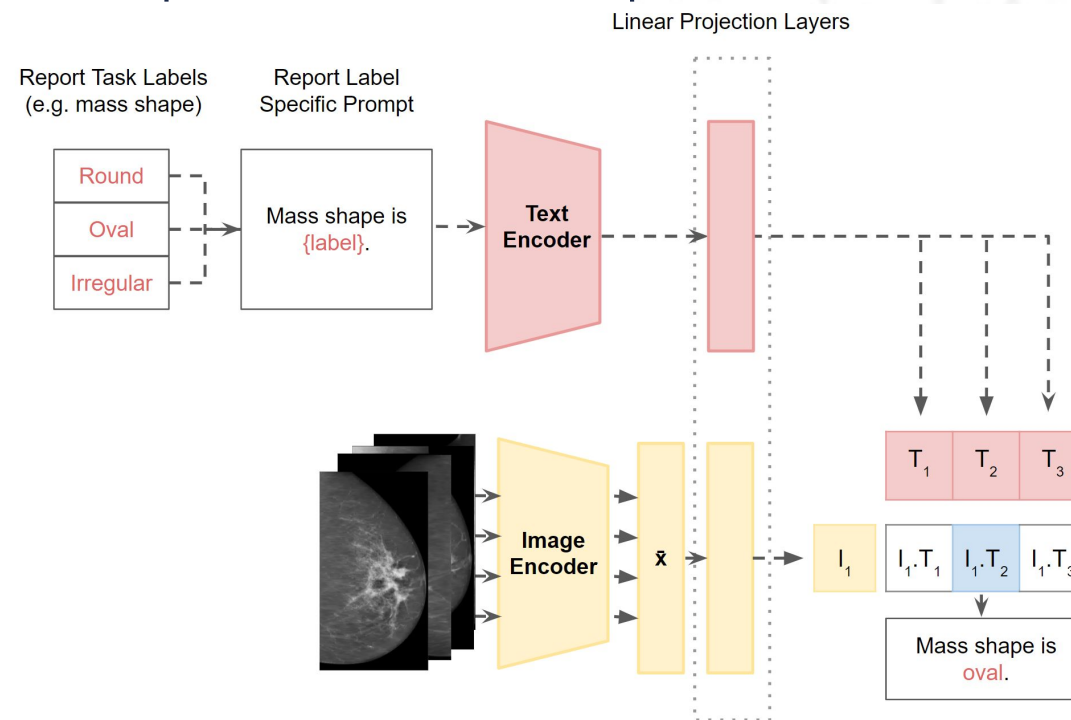 Linear Projection Layers
Report Task Labels
(e.g. mass shape)
Report Label
Specific Prompt
Round
Oval
Irregular
Mass shape is
{label}.
Text
Encoder
T₁ T₂ T₃
Image
Encoder
x̄
I₁
I₁.T₁ I₁.T₂ I₁.T₃
Mass shape is
oval.